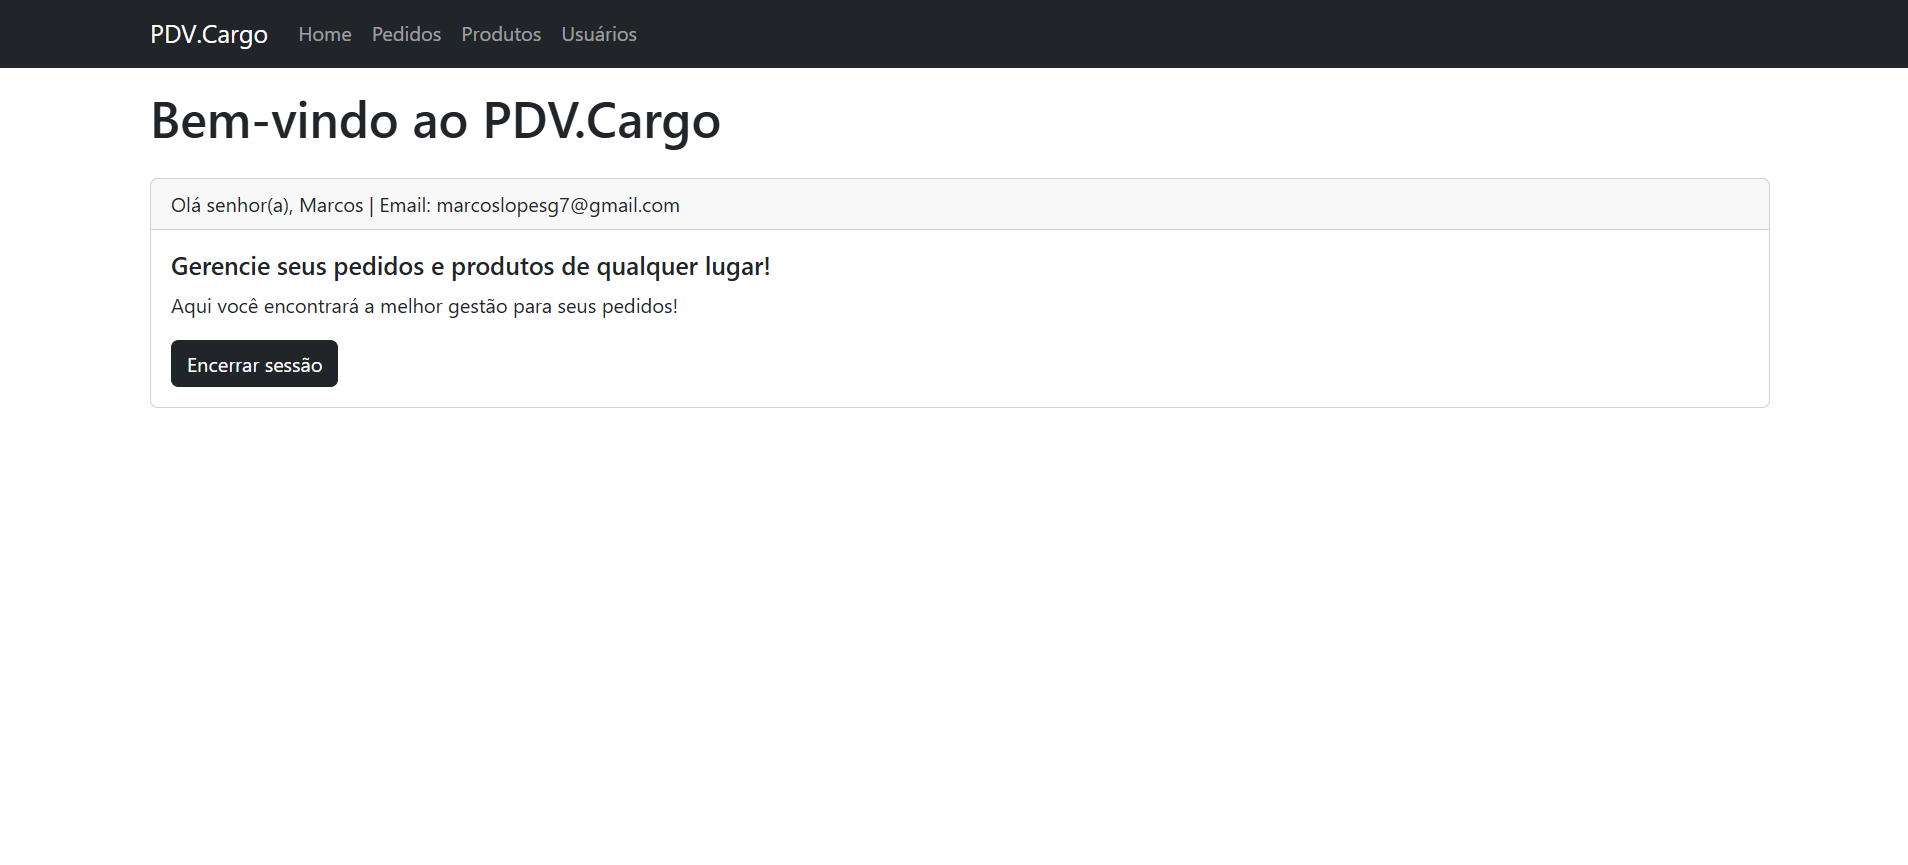 PDV.Cargo Home Pedidos Produtos Usuários
Bem-vindo ao PDV.Cargo
Olá senhor(a), Marcos | Email: marcoslopesg7@gmail.com
Gerencie seus pedidos e produtos de qualquer lugar!
Aqui você encontrará a melhor gestão para seus pedidos!
Encerrar sessão